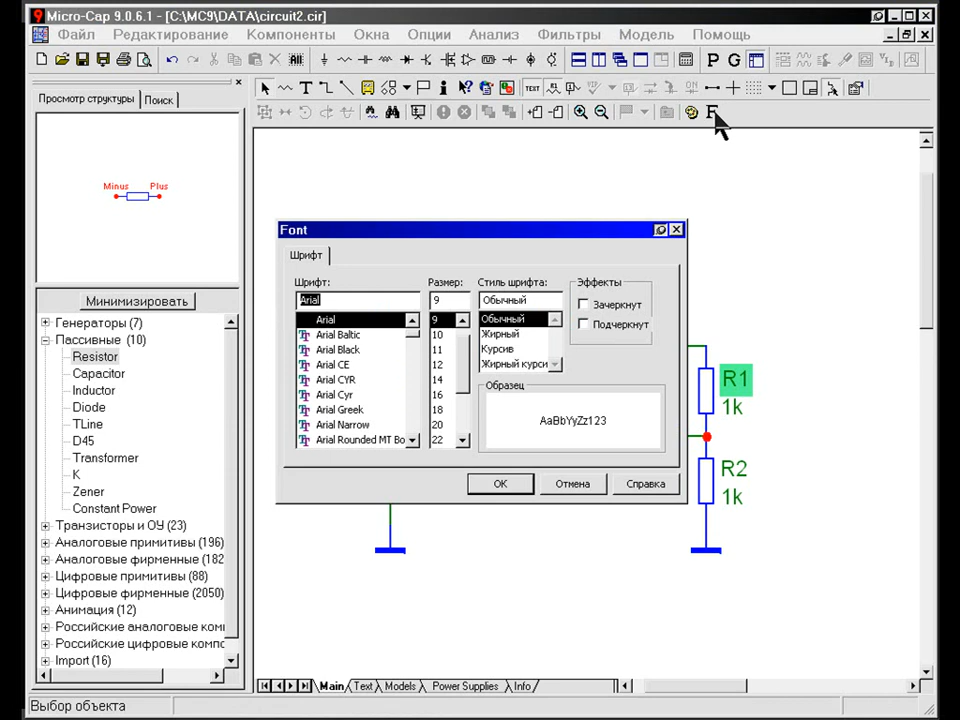 Micro-Cap 9.0.6.1 - [C:\MC9\DATA\circuit2.cir]
Файл Редактирование Компоненты Окна Опции Анализ Фильтры Модель Помощь
P G
T TEXT ON
F
Просмотр структуры Поиск
Minus Plus
Минимизировать
Генераторы (7)
Пассивные (10)
Resistor
Capacitor
Inductor
Diode
TLine
D45
Transformer
K
Zener
Constant Power
Транзисторы и ОУ (23)
Аналоговые примитивы (196)
Аналоговые фирменные (182
Цифровые примитивы (88)
Цифровые фирменные (2050)
Анимация (12)
Российские аналоговые комп
Российские цифровые компо
Import (16)
Font
Шрифт
Шрифт:
Arial
Arial
Arial Baltic
Arial Black
Arial CE
Arial CYR
Arial Cyr
Arial Greek
Arial Narrow
Arial Rounded MT Bo
Размер:
9
9
10
11
12
14
16
18
20
22
Стиль шрифта:
Обычный
Обычный
Жирный
Курсив
Жирный курси
Эффекты
Зачеркнут
Подчеркнут
Образец
AaBbYyZz123
OK Отмена Справка
R1
1k
R2
1k
Main Text Models Power Supplies Info
Выбор объекта